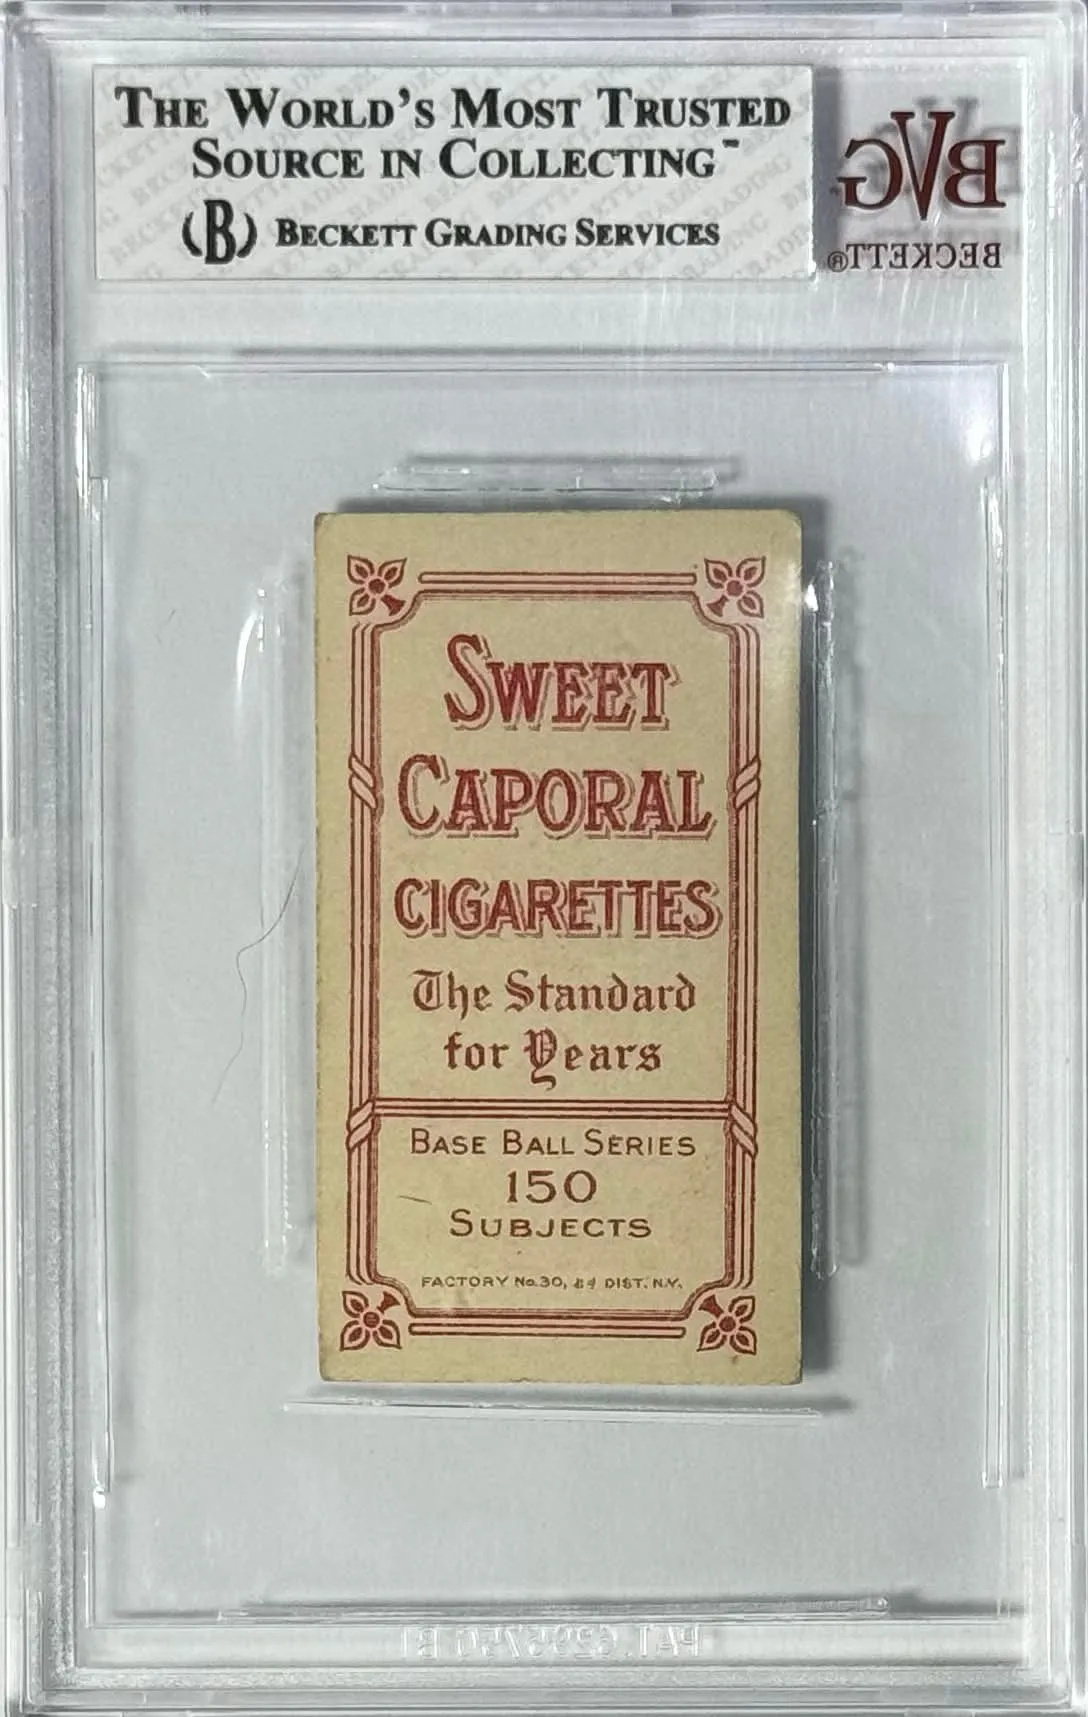 THE WORLD'S MOST TRUSTED
SOURCE IN COLLECTING™
(B) BECKETT GRADING SERVICES
BVG
BECKETT®
SWEET
CAPORAL
CIGARETTES
The Standard
for Years
BASE BALL SERIES
150
SUBJECTS
FACTORY No. 30, 2d DIST. N.Y.